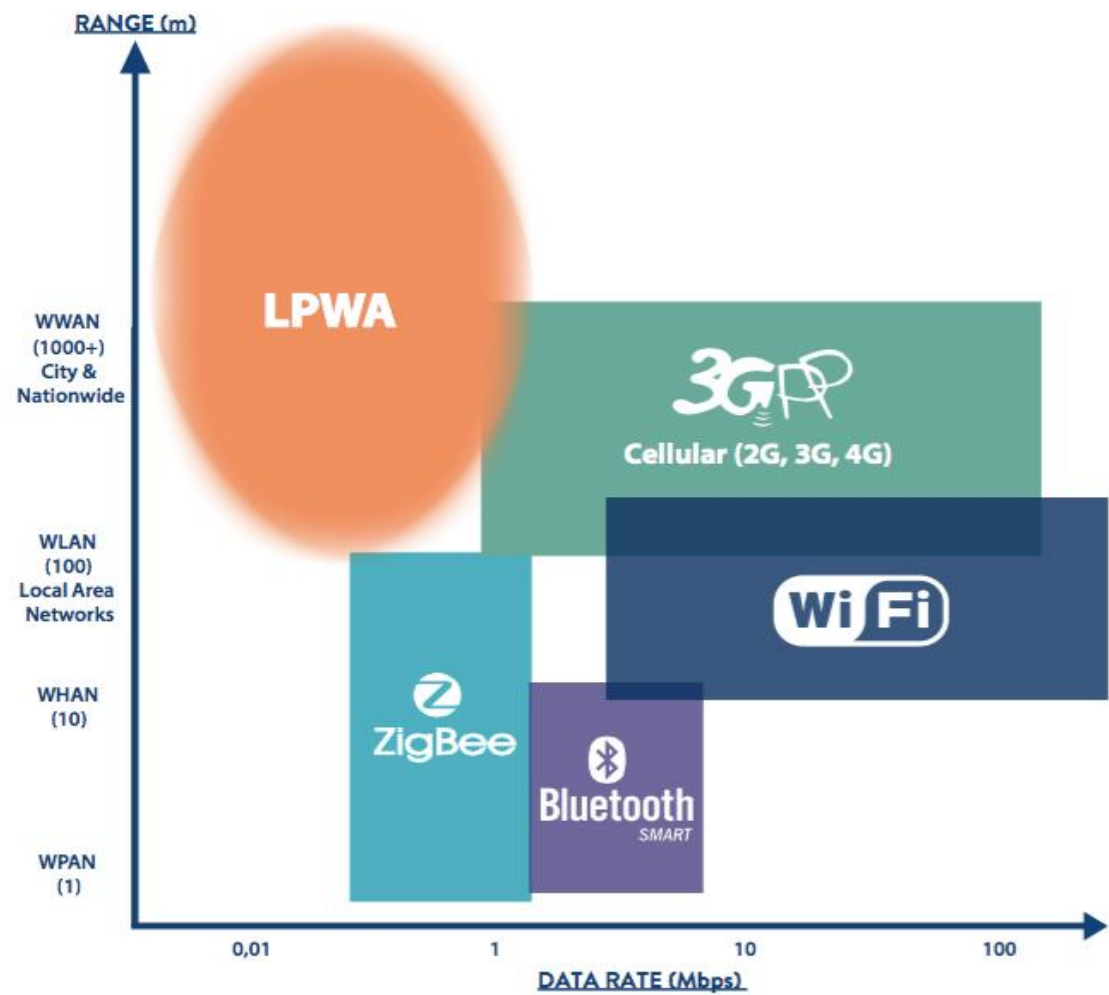 RANGE (m)
LPWA
WWAN
(1000+)
City &
Nationwide
3GPP
Cellular (2G, 3G, 4G)
WLAN
(100)
Local Area
Networks
WiFi
WHAN
(10)
Z
ZigBee
Bluetooth
SMART
WPAN
(1)
0,01 1 10 100
DATA RATE (Mbps)